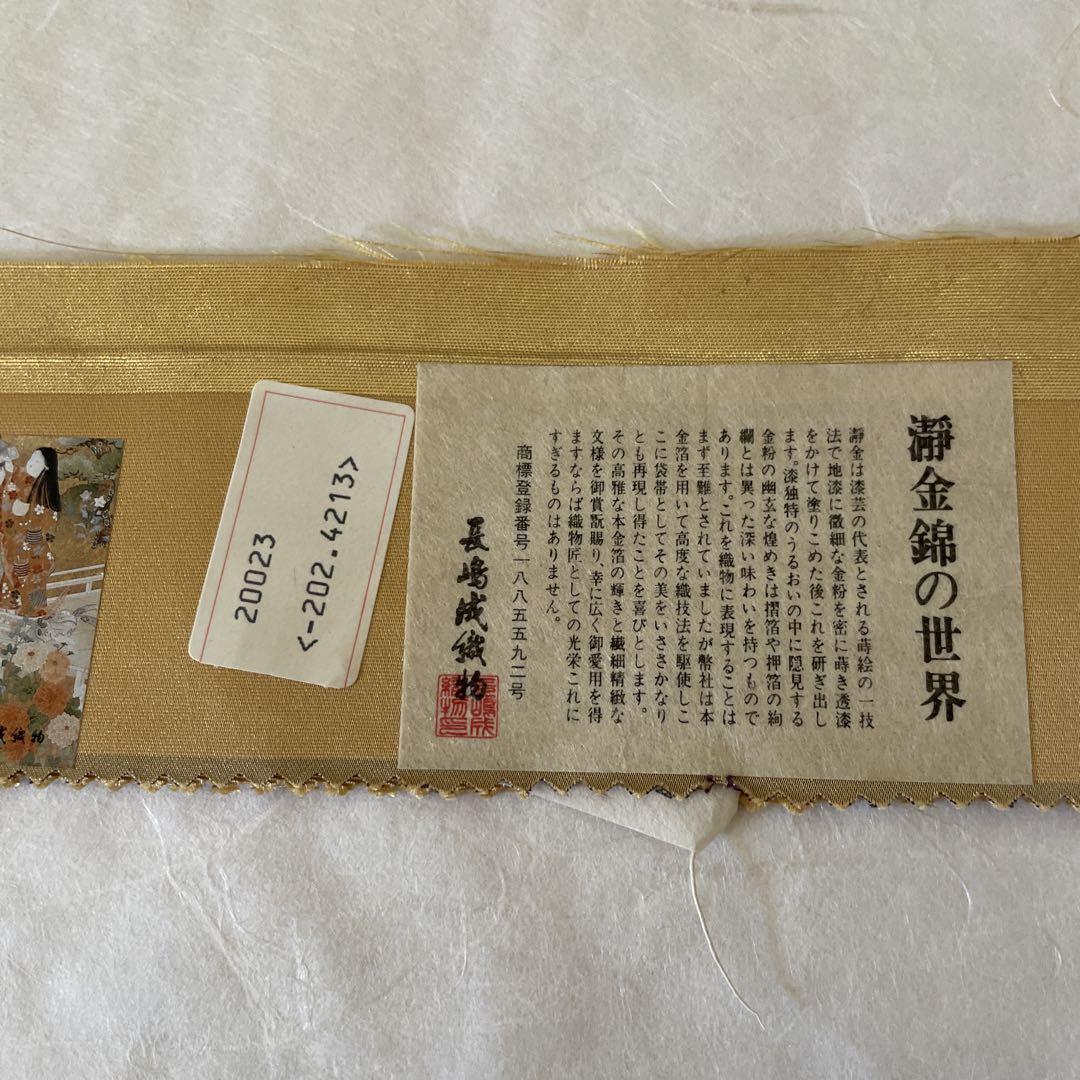 瀞金錦の世界
瀞金は漆芸の代表とされる蒔絵の一技
法で地漆に微細な金粉を密に蒔き透漆
をかけて塗りこめた後これを研ぎ出し
ます。漆独特のうるおいの中に隠見する
金粉の幽玄な煌めきは摺箔や押箔の絢
爛とは異った深い味わいを持つもので
あります。これを織物に表現することは
まず至難とされていましたが幣社は本
金箔を用いて高度な織技法を駆使しこ
こに袋帯としてその美をいささかなり
とも再現し得たことを喜びとします。
その高雅な本金箔の輝きと繊細精緻な
文様を御賞翫賜り、幸に広く御愛用を得
ますならば織物匠としての光栄これに
すぎるものはありません。
商標登録番号一八八五五九二号
長嶋成織物
20023
<-202.4213>
成織物